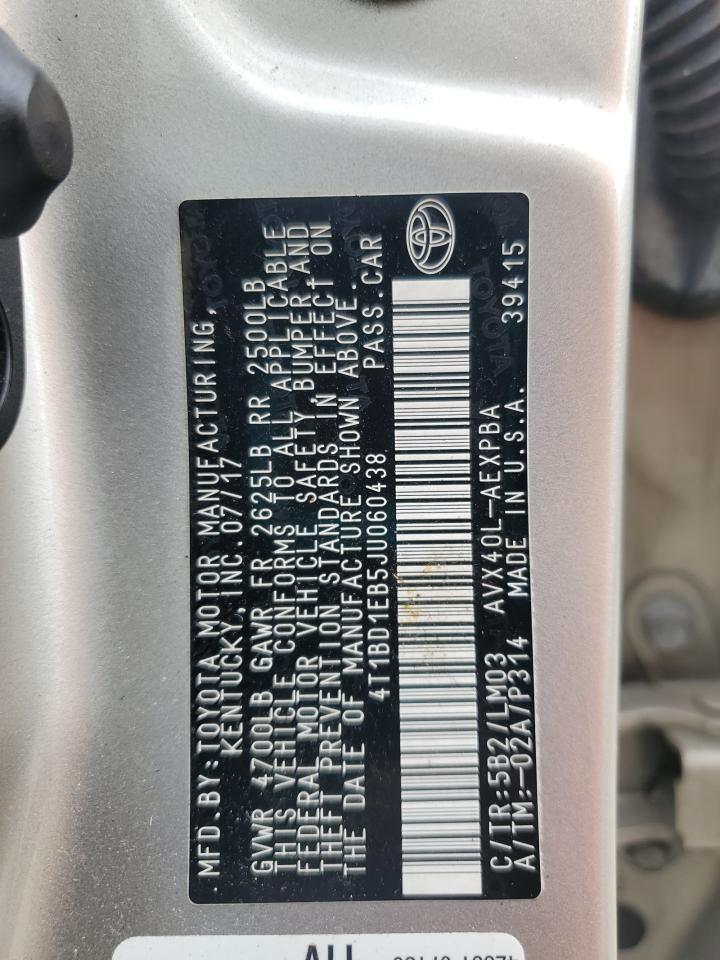 MFD.BY:TOYOTA MOTOR MANUFACTURING,
KENTUCKY, INC.07/17
GVWR 4700LB GAWR FR 2625LB RR 2500LB
THIS VEHICLE CONFORMS TO ALL APPLICABLE
FEDERAL MOTOR VEHICLE SAFETY, BUMPER, AND
THEFT PREVENTION STANDARDS IN EFFECT ON
THE DATE OF MANUFACTURE SHOWN ABOVE.
4T1BD1EB5JU060438 PASS.CAR
C/TR:5B2/LM03 AVX40L-AEXPBA
A/TM:-02A/P314 MADE IN U.S.A. 39415